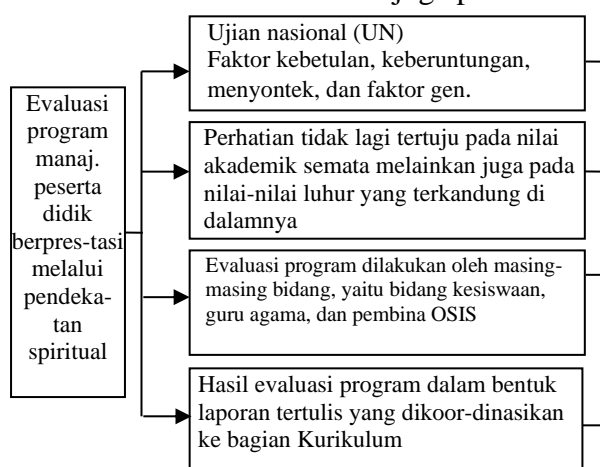 Evaluasi
program
manaj.
peserta
didik
berpres-tasi
melalui
pendeka-
tan
spiritual
Ujian nasional (UN)
Faktor kebetulan, keberuntungan,
menyontek, dan faktor gen.
Perhatian tidak lagi tertuju pada nilai
akademik semata melainkan juga pada
nilai-nilai luhur yang terkandung di
dalamnya
Evaluasi program dilakukan oleh masing-
masing bidang, yaitu bidang kesiswaan,
guru agama, dan pembina OSIS
Hasil evaluasi program dalam bentuk
laporan tertulis yang dikoor-dinasikan
ke bagian Kurikulum